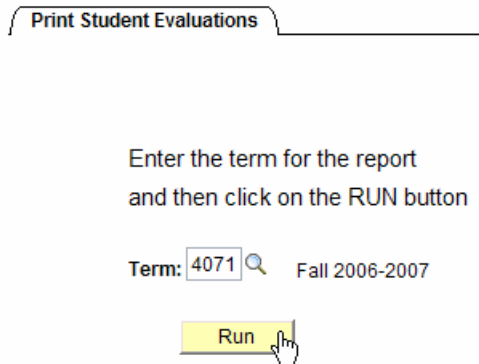 Print Student Evaluations
Enter the term for the report
and then click on the RUN button
Term: 4071 Fall 2006-2007
Run